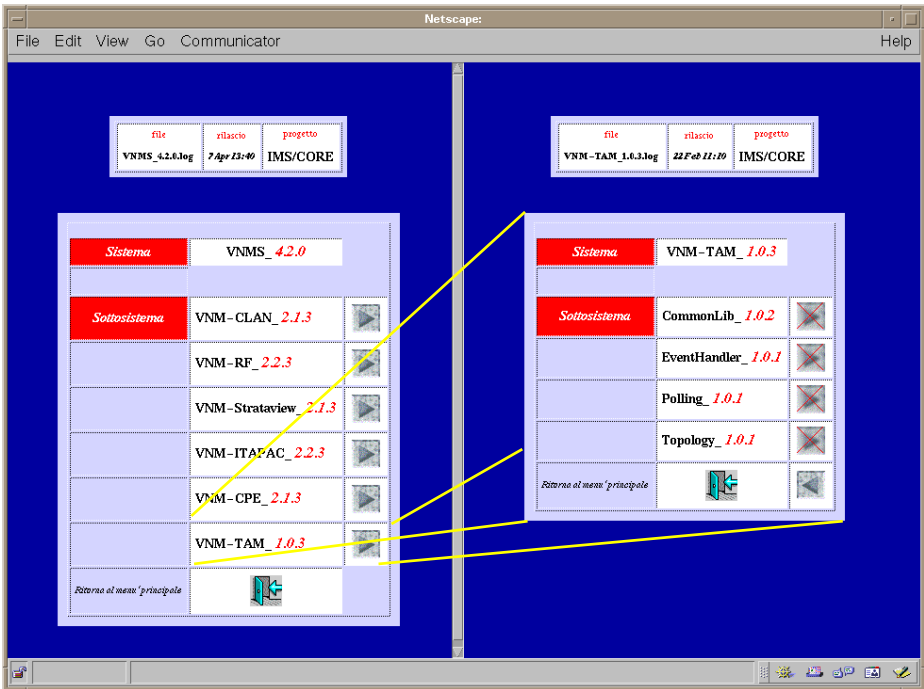 Netscape:
File Edit View Go Communicator Help
file rilascio progetto
VNMS_4.2.0.log 7 Apr 13:40 IMS/CORE
Sistema VNMS_ 4.2.0
Sottosistema VNM-CLAN_ 2.1.3
VNM-RF_ 2.2.3
VNM-Strataview_ 2.1.3
VNM-ITAPAC_ 2.2.3
VNM-CPE_ 2.1.3
VNM-TAM_ 1.0.3
Ritorna al menu' principale
file rilascio progetto
VNM-TAM_1.0.3.log 22 Feb 11:10 IMS/CORE
Sistema VNM-TAM_ 1.0.3
Sottosistema CommonLib_ 1.0.2
EventHandler_ 1.0.1
Polling_ 1.0.1
Topology_ 1.0.1
Ritorna al menu' principale